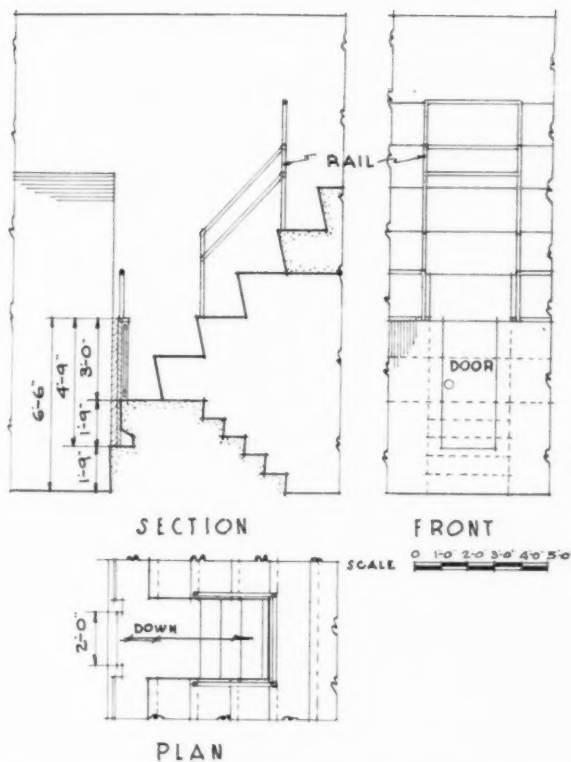 RAIL
6'-6"
4'-9"
3'-0"
1'-9"
1'-9"
DOOR
SECTION
FRONT
SCALE 0 1'-0" 2'-0" 3'-0" 4'-0" 5'-0
2'-0"
DOWN
PLAN